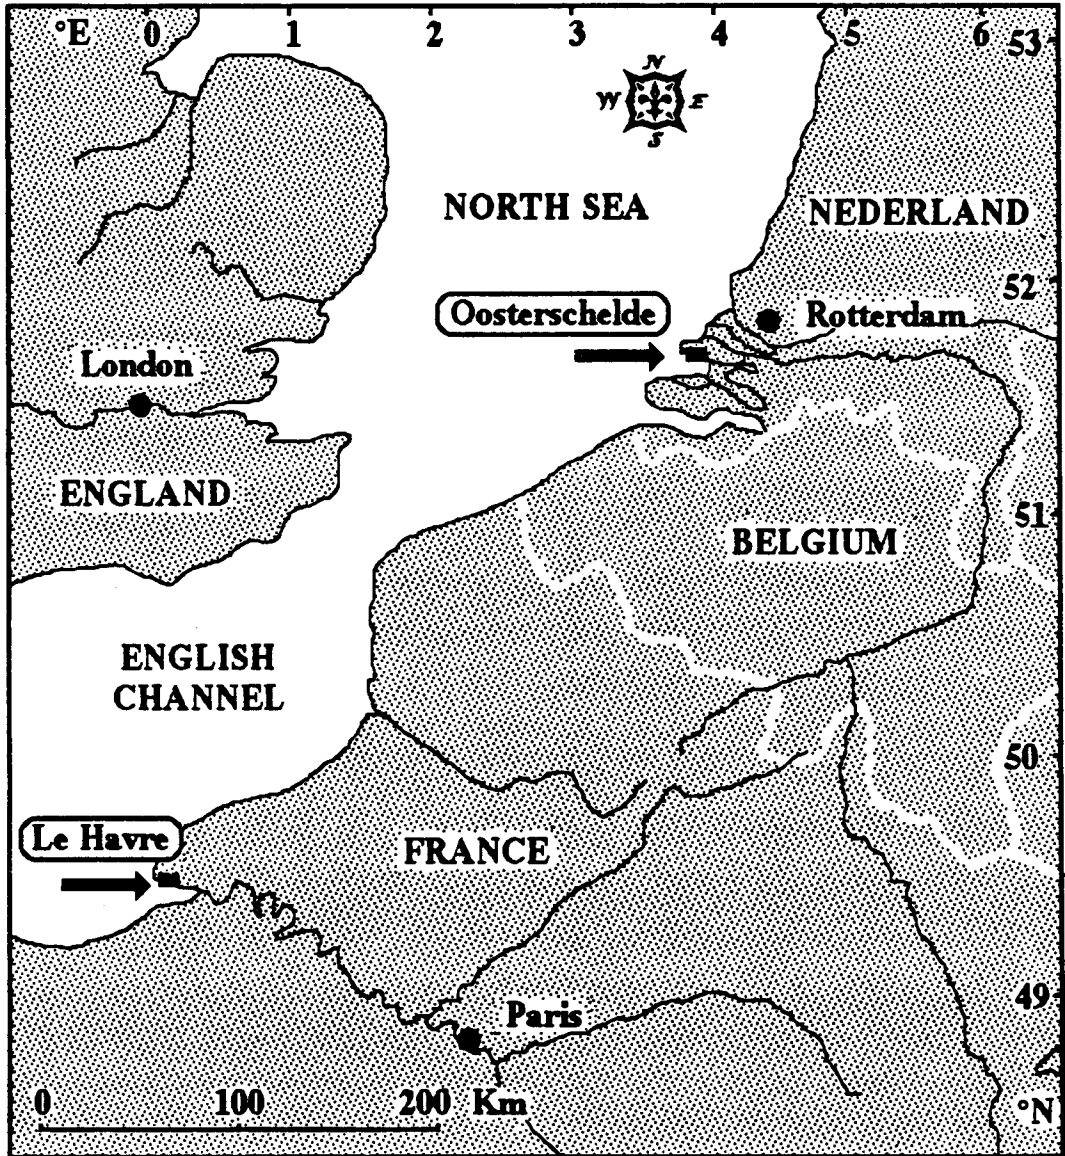 °E 0 1 2 3 4 5 6
53
N
W E
S
NORTH SEA
NEDERLAND
52
Oosterschelde
Rotterdam
London
ENGLAND
51
BELGIUM
ENGLISH
CHANNEL
50
Le Havre
FRANCE
49
Paris
0 100 200 Km
°N